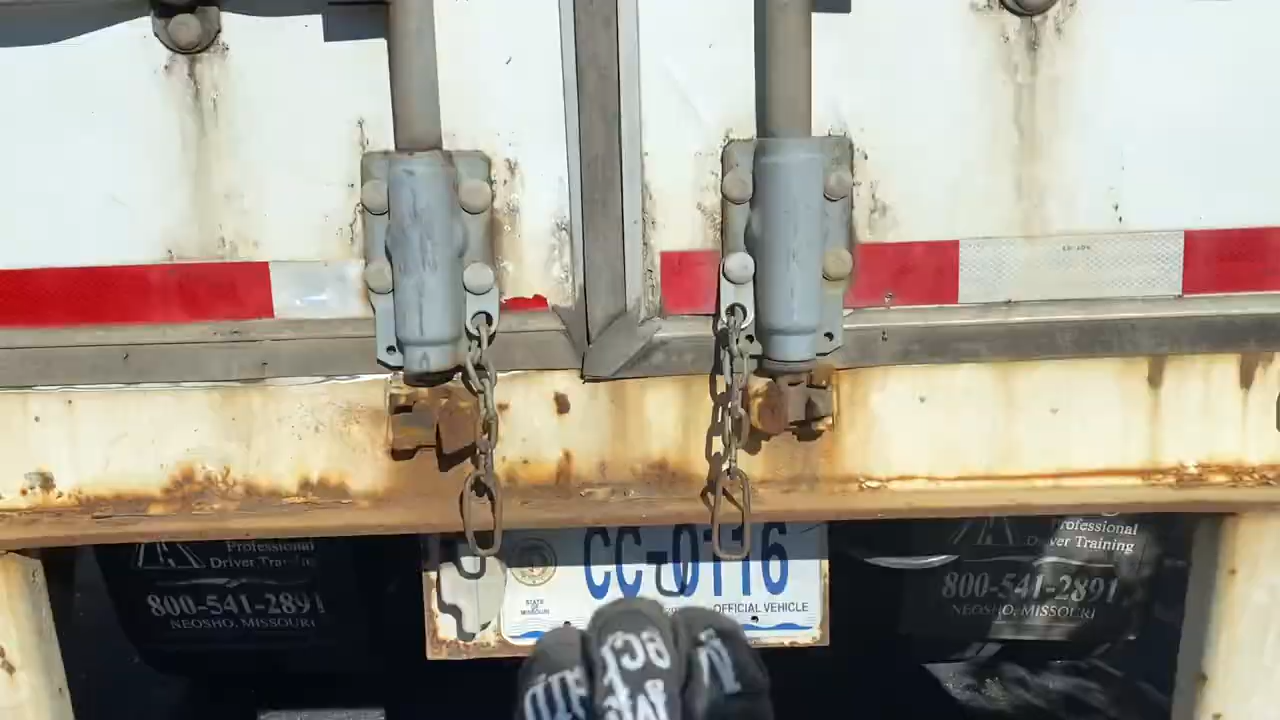 CC-0116
STATE
OF
MISSOURI
OFFICIAL VEHICLE
Professional
Driver Training
800-541-2891
NEOSHO, MISSOURI
Professional
Driver Training
800-541-2891
NEOSHO, MISSOURI